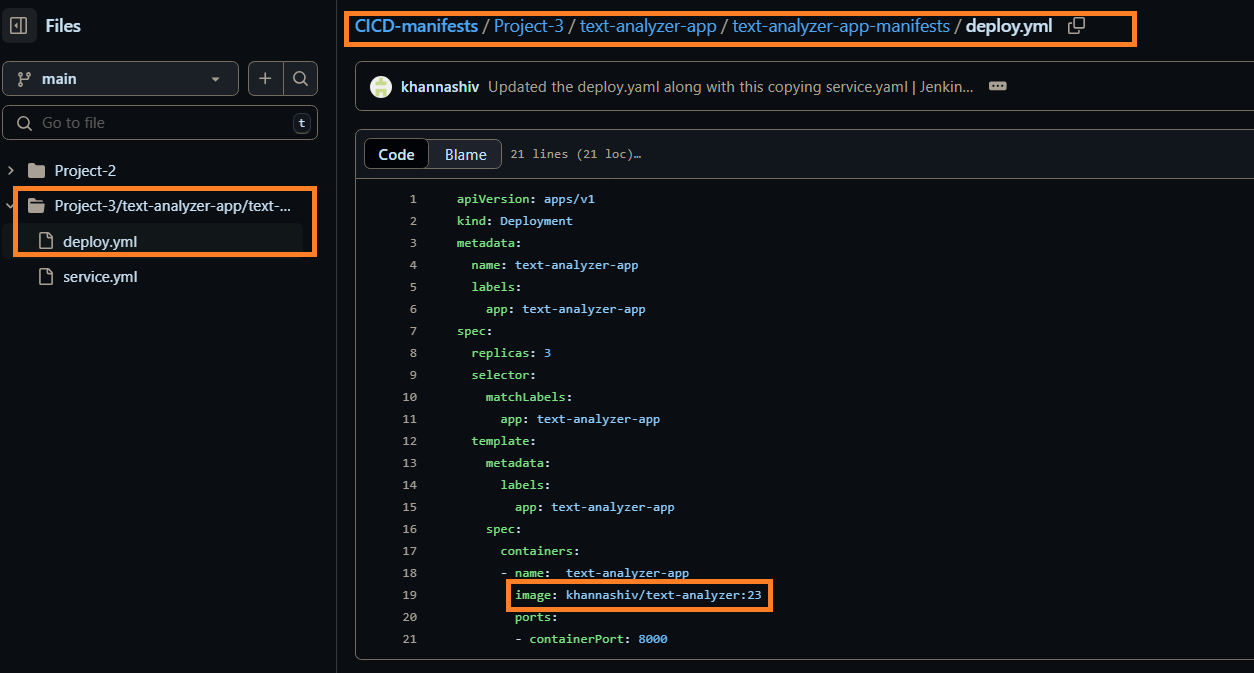 Files
main
Go to file
t
Project-2
Project-3/text-analyzer-app/text-...
deploy.yml
service.yml
CICD-manifests / Project-3 / text-analyzer-app / text-analyzer-app-manifests / deploy.yml
khannashiv Updated the deploy.yaml along with this copying service.yaml | Jenkin...
Code Blame 21 lines (21 loc)…
1 apiVersion: apps/v1
2 kind: Deployment
3 metadata:
4 name: text-analyzer-app
5 labels:
6 app: text-analyzer-app
7 spec:
8 replicas: 3
9 selector:
10 matchLabels:
11 app: text-analyzer-app
12 template:
13 metadata:
14 labels:
15 app: text-analyzer-app
16 spec:
17 containers:
18 - name:  text-analyzer-app
19 image: khannashiv/text-analyzer:23
20 ports:
21 - containerPort: 8000